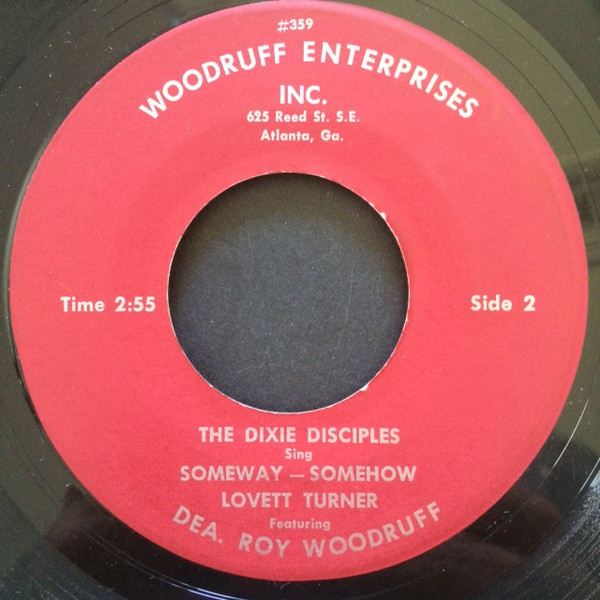 #359
WOODRUFF ENTERPRISES
INC.
625 Reed St. S.E.
Atlanta, Ga.
Time 2:55
Side 2
THE DIXIE DISCIPLES
Sing
SOMEWAY — SOMEHOW
LOVETT TURNER
Featuring
DEA. ROY WOODRUFF